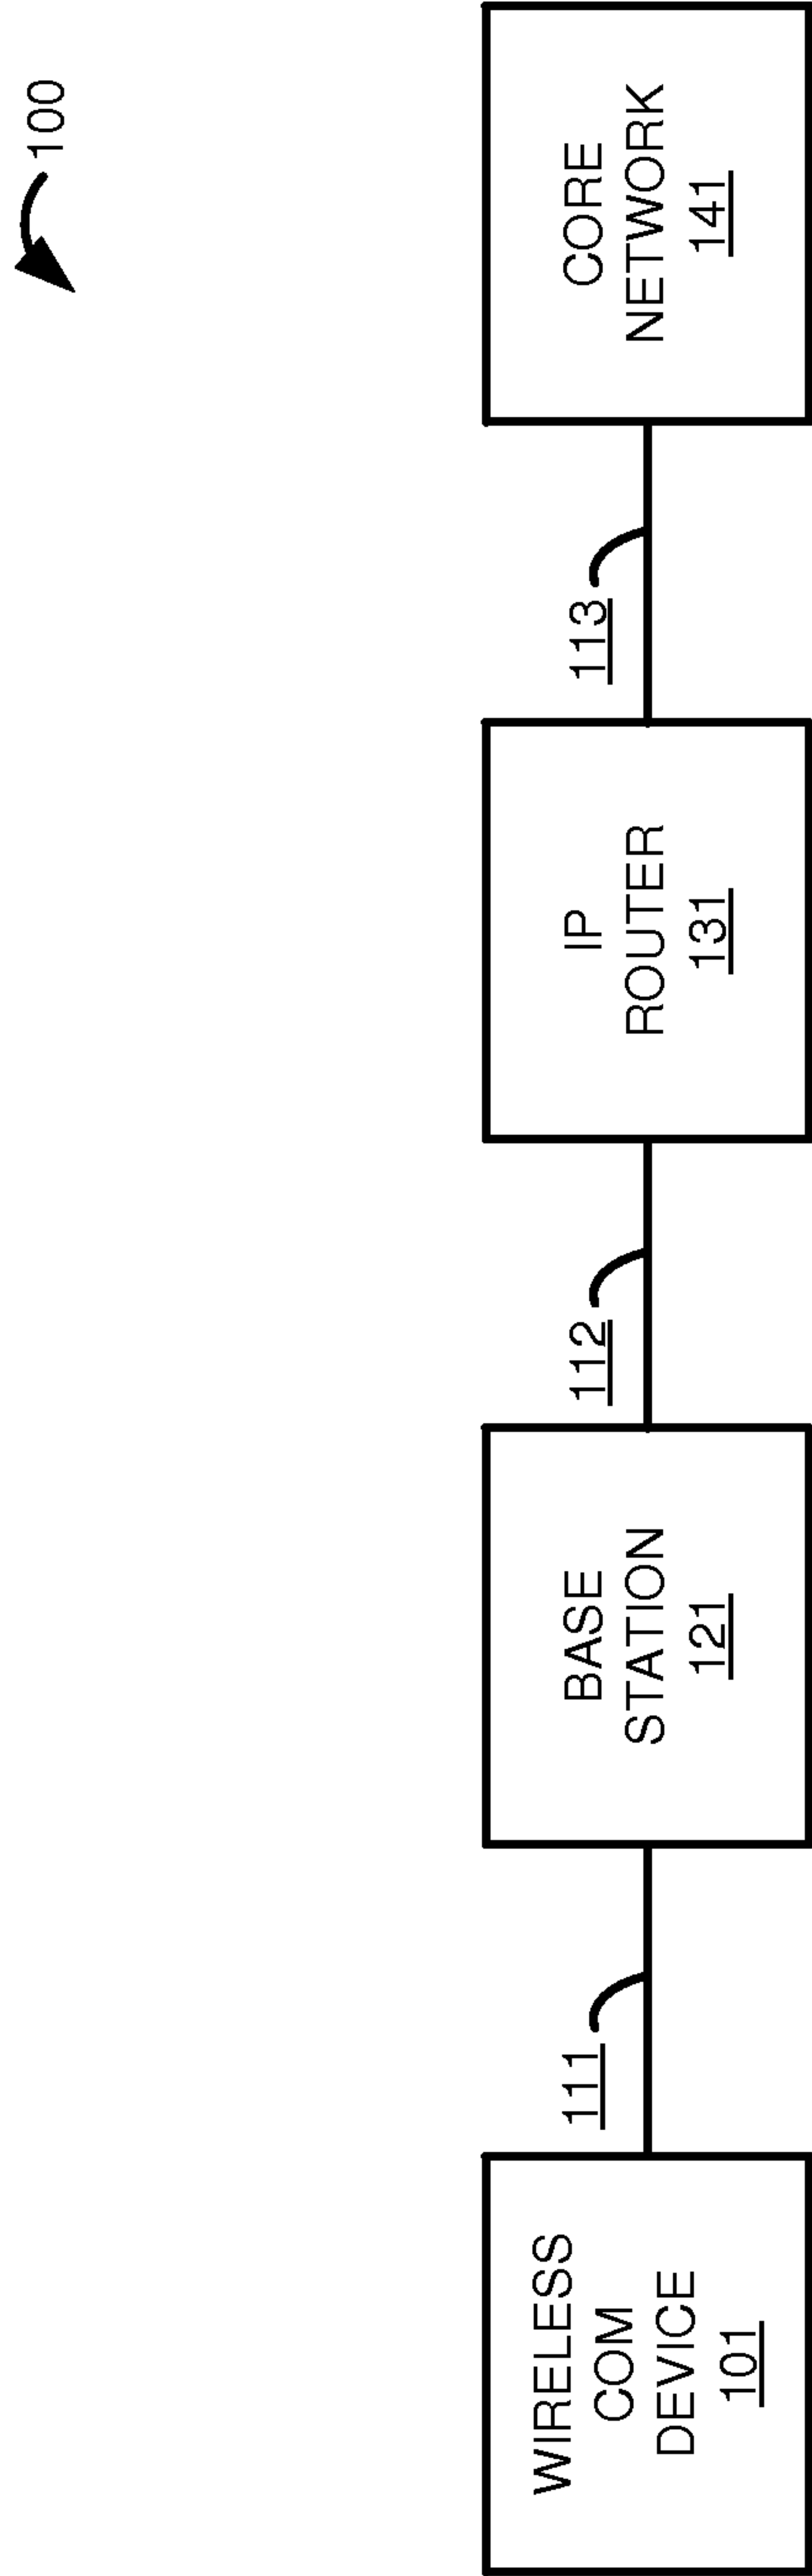 100
WIRELESS
COM
DEVICE
101
111
BASE
STATION
121
112
IP
ROUTER
131
113
CORE
NETWORK
141